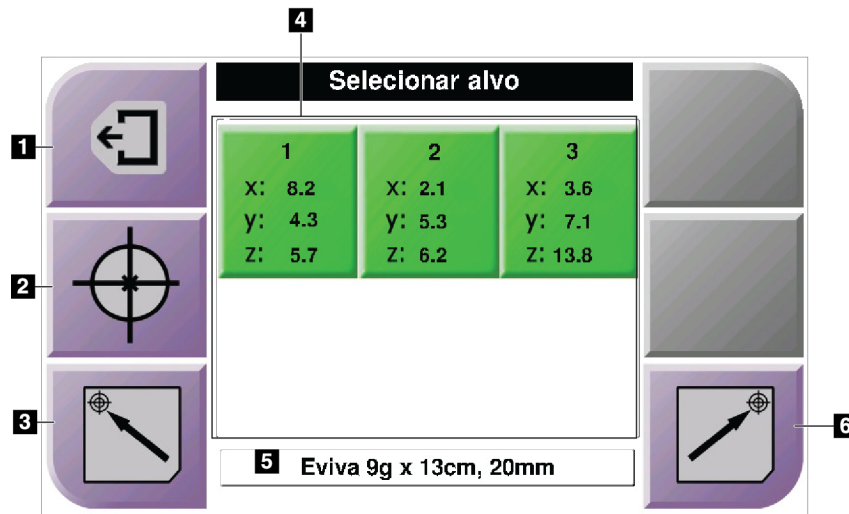 4
Selecionar alvo
1
1 2 3
x: 8.2 x: 2.1 x: 3.6
y: 4.3 y: 5.3 y: 7.1
z: 5.7 z: 6.2 z: 13.8
2
3
6
5 Eviva 9g x 13cm, 20mm